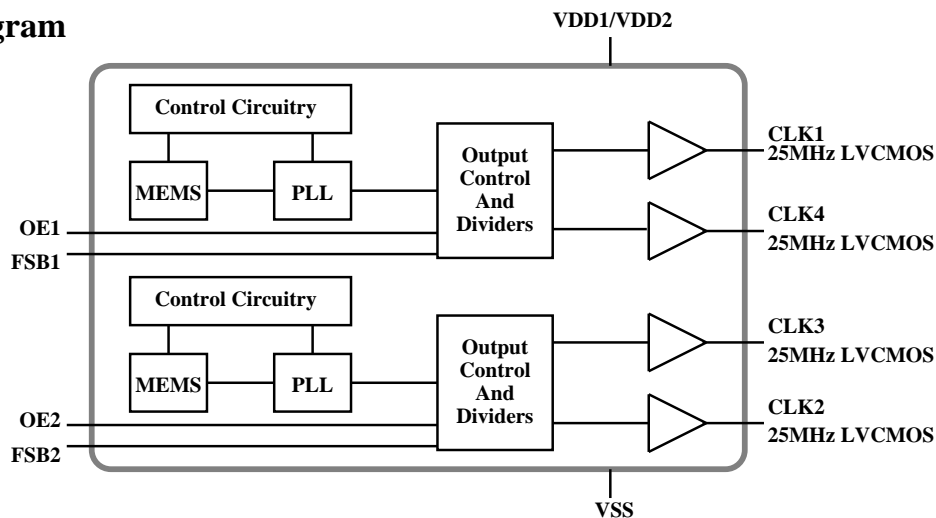 gram
VDD1/VDD2
Control Circuitry
MEMS
PLL
Output
Control
And
Dividers
CLK1
25MHz LVCMOS
CLK4
25MHz LVCMOS
OE1
FSB1
Control Circuitry
MEMS
PLL
Output
Control
And
Dividers
CLK3
25MHz LVCMOS
CLK2
25MHz LVCMOS
OE2
FSB2
VSS